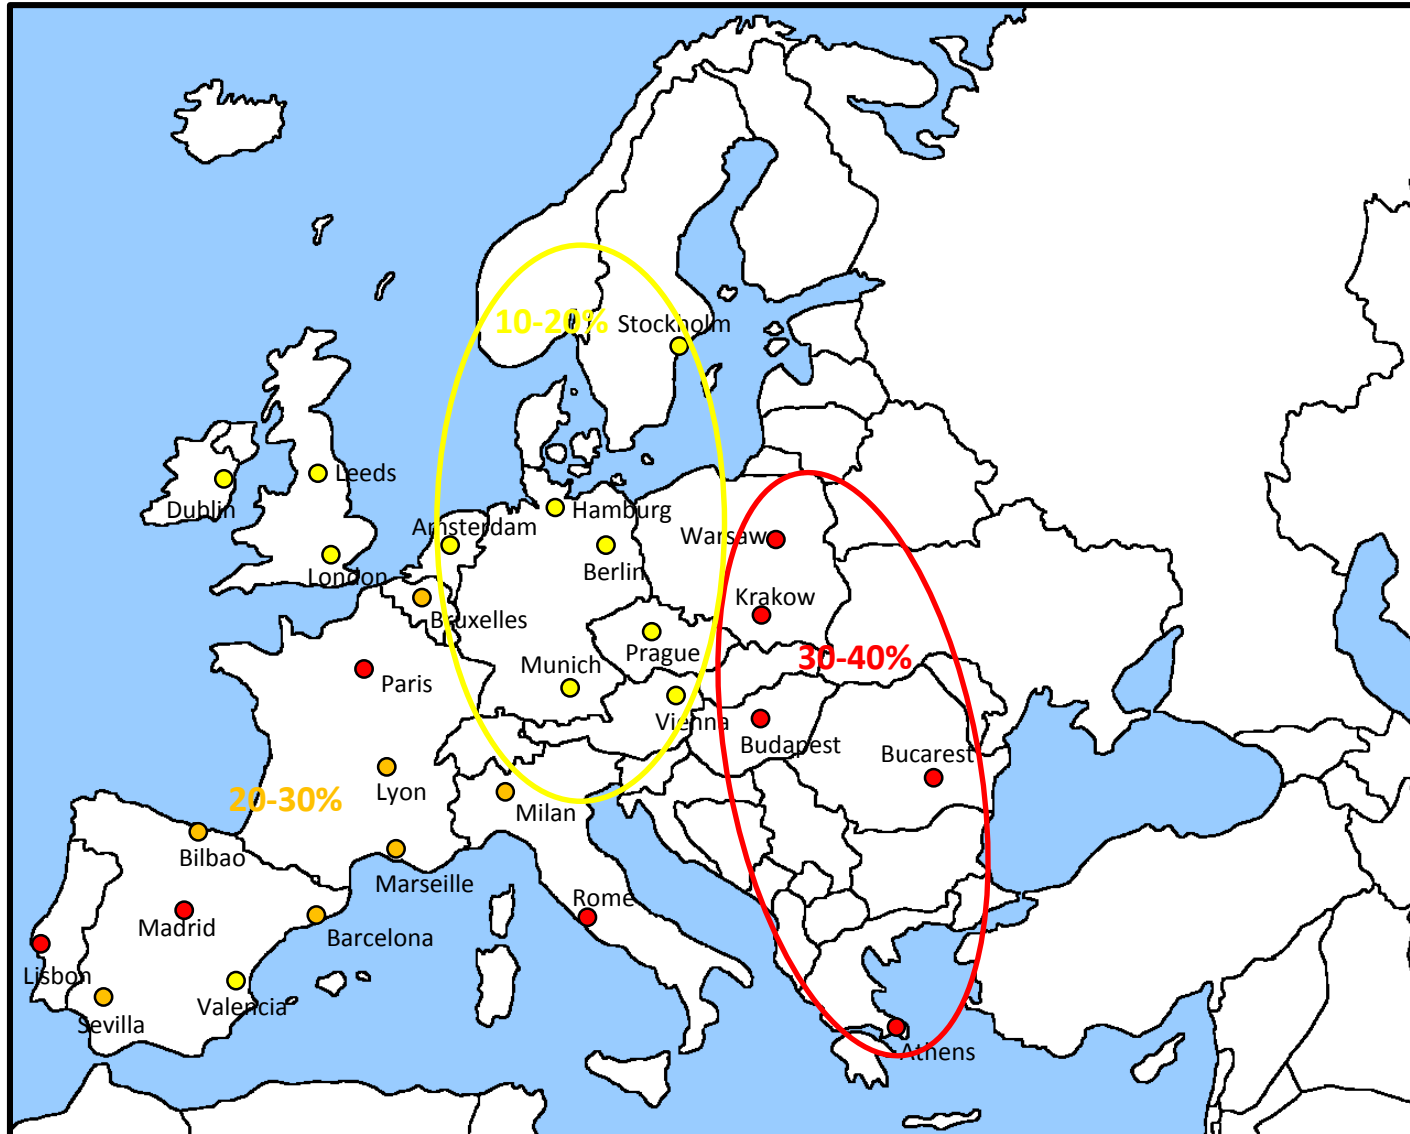 10-20%
Stockholm
Leeds
Dublin
Hamburg
Amsterdam
Warsaw
London
Berlin
Krakow
Bruxelles
Prague
30-40%
Munich
Paris
Vienna
Budapest
Bucarest
Lyon
20-30%
Milan
Bilbao
Marseille
Rome
Madrid
Barcelona
Lisbon
Valencia
Sevilla
Athens